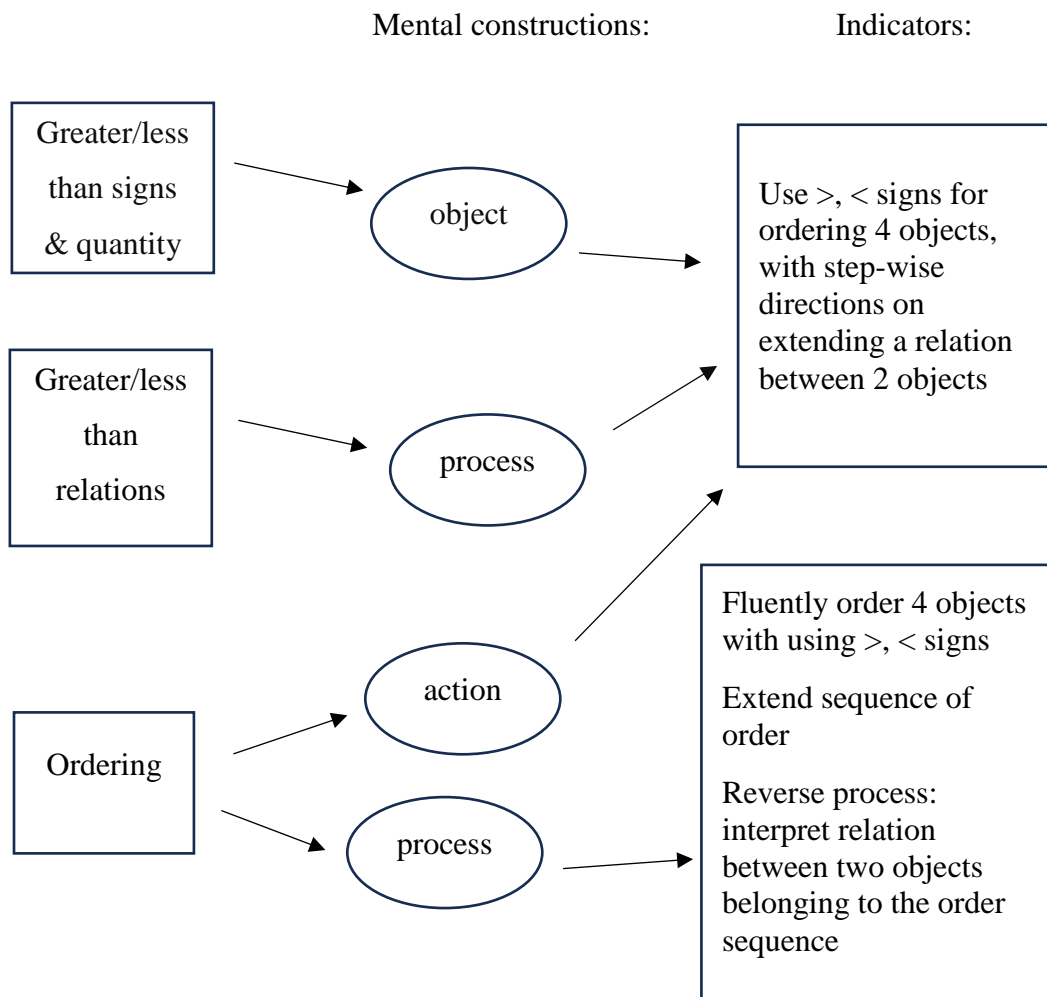 Mental constructions:
Indicators:
Greater/less
than signs
& quantity
object
Use >, < signs for
ordering 4 objects,
with step-wise
directions on
extending a relation
between 2 objects
Greater/less
than
relations
process
Ordering
action
process
Fluently order 4 objects
with using >, < signs
Extend sequence of
order
Reverse process:
interpret relation
between two objects
belonging to the order
sequence